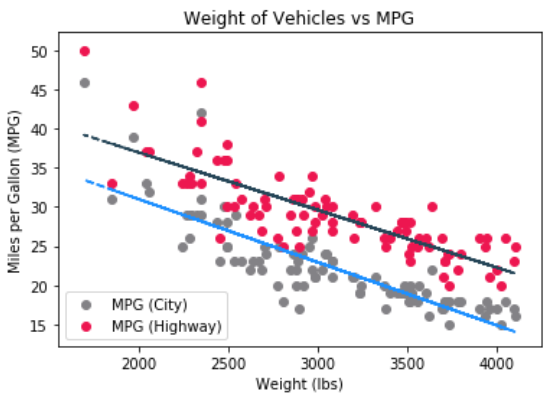 Weight of Vehicles vs MPG
Miles per Gallon (MPG)
50
45
40
35
30
25
20
15
MPG (City)
MPG (Highway)
2000 2500 3000 3500 4000
Weight (lbs)